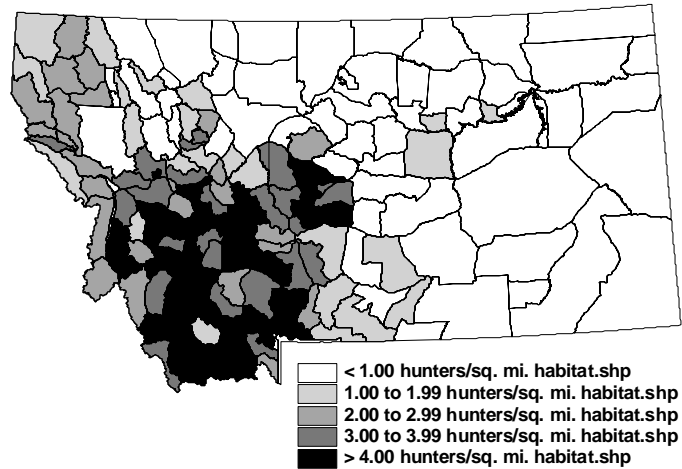 < 1.00 hunters/sq. mi. habitat.shp
1.00 to 1.99 hunters/sq. mi. habitat.shp
2.00 to 2.99 hunters/sq. mi. habitat.shp
3.00 to 3.99 hunters/sq. mi. habitat.shp
> 4.00 hunters/sq. mi. habitat.shp